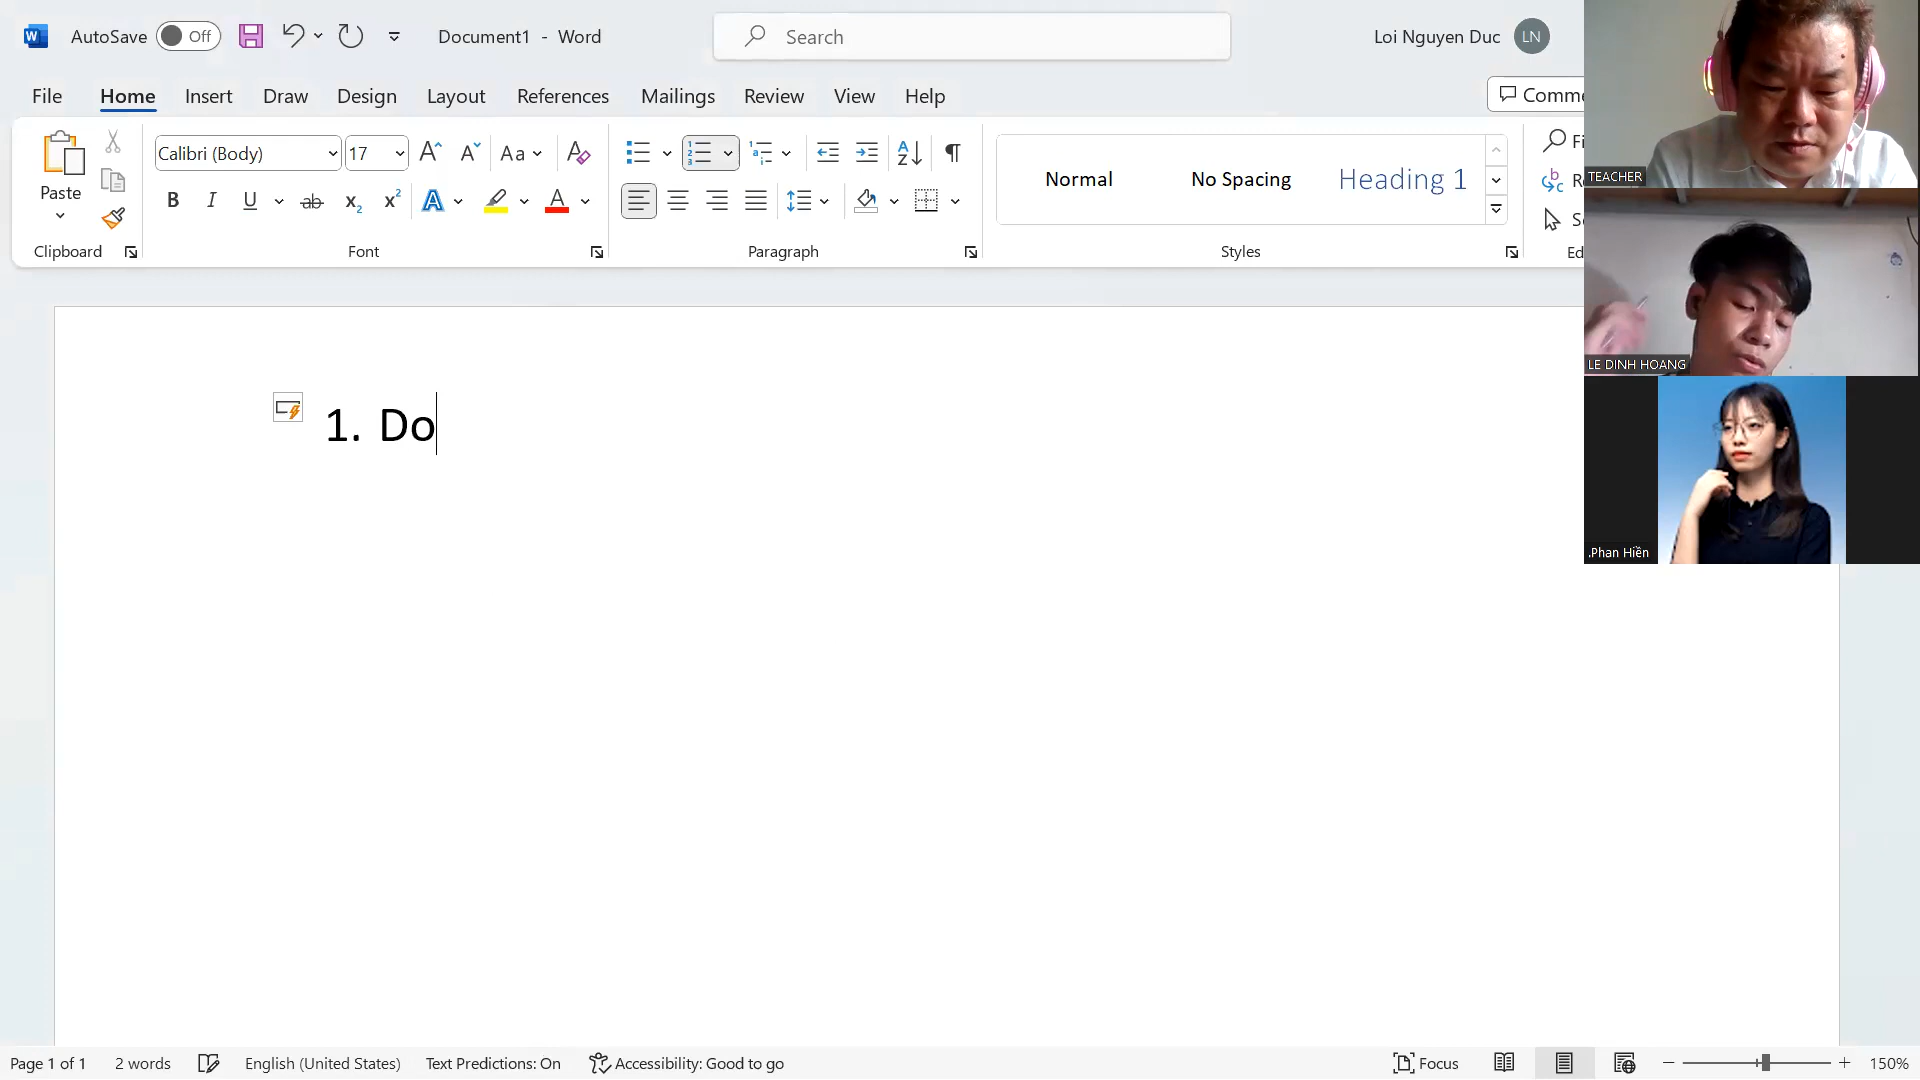 AutoSave Off Document1 - Word Search Loi Nguyen Duc LN
File Home Insert Draw Design Layout References Mailings Review View Help
Calibri (Body) 17 Aa
Paste B I U ab x2 x2 A A
Normal No Spacing Heading 1
Clipboard Font Paragraph Styles
TEACHER
LE DINH HOANG
.Phan Hiền
1. Do
Page 1 of 1 2 words English (United States) Text Predictions: On Accessibility: Good to go Focus 150%